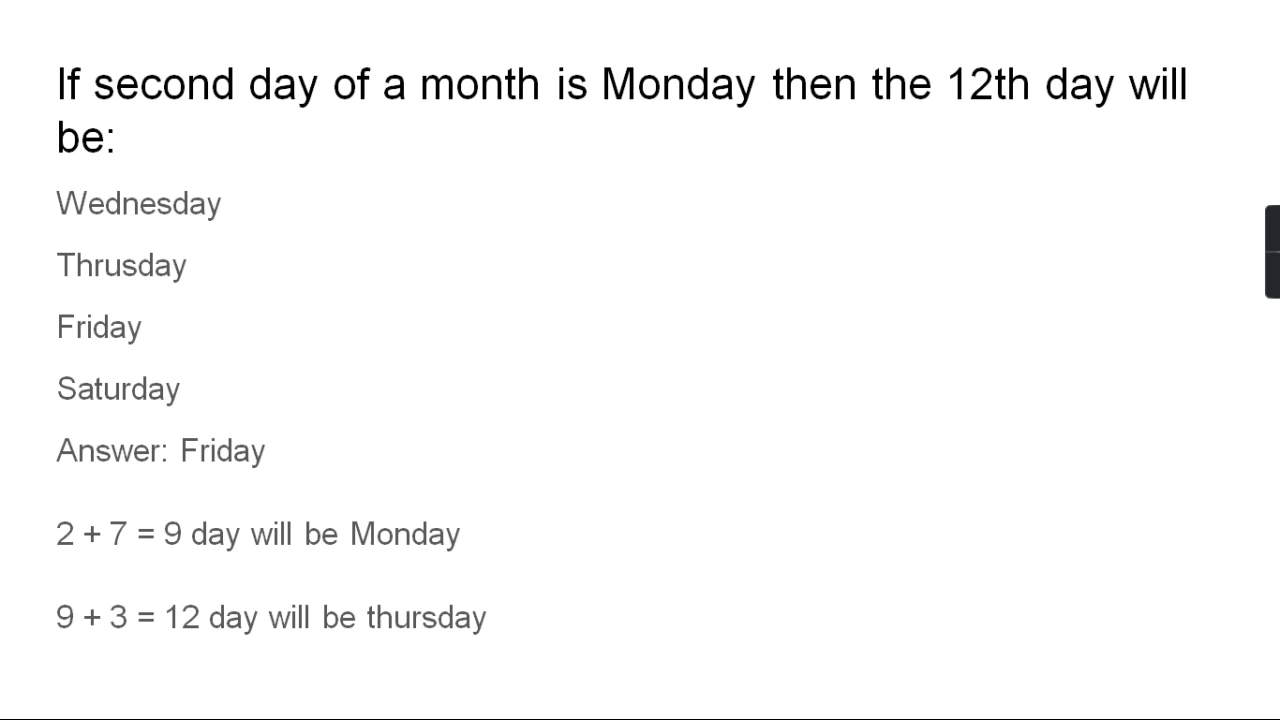 If second day of a month is Monday then the 12th day will
be:
Wednesday
Thrusday
Friday
Saturday
Answer: Friday
2 + 7 = 9 day will be Monday
9 + 3 = 12 day will be thursday